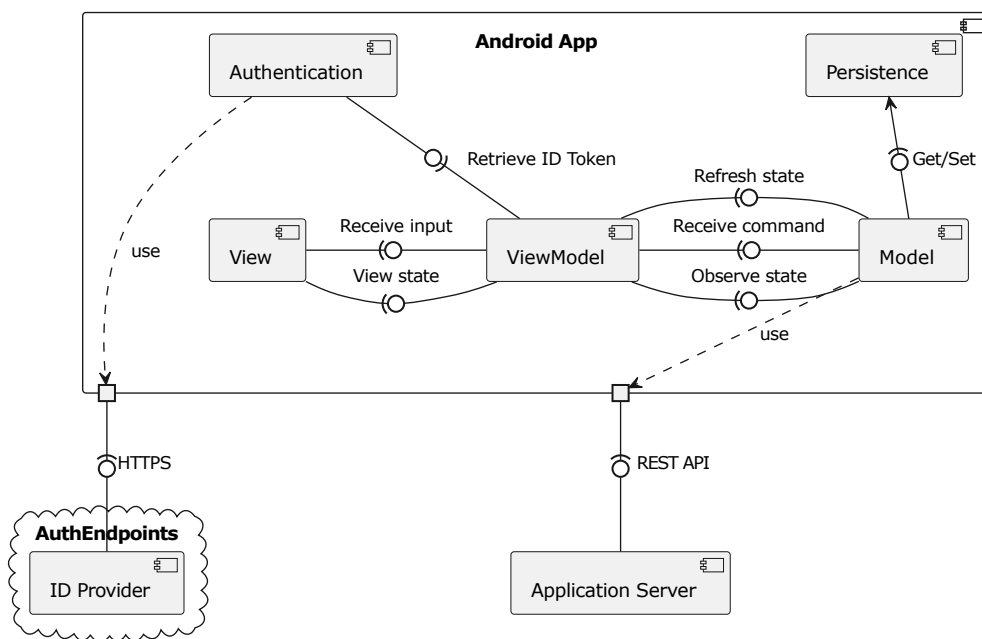 Android App
Authentication
Persistence
Retrieve ID Token
Get/Set
Refresh state
Receive input
Receive command
View
ViewModel
Model
View state
Observe state
use
use
HTTPS
REST API
AuthEndpoints
ID Provider
Application Server